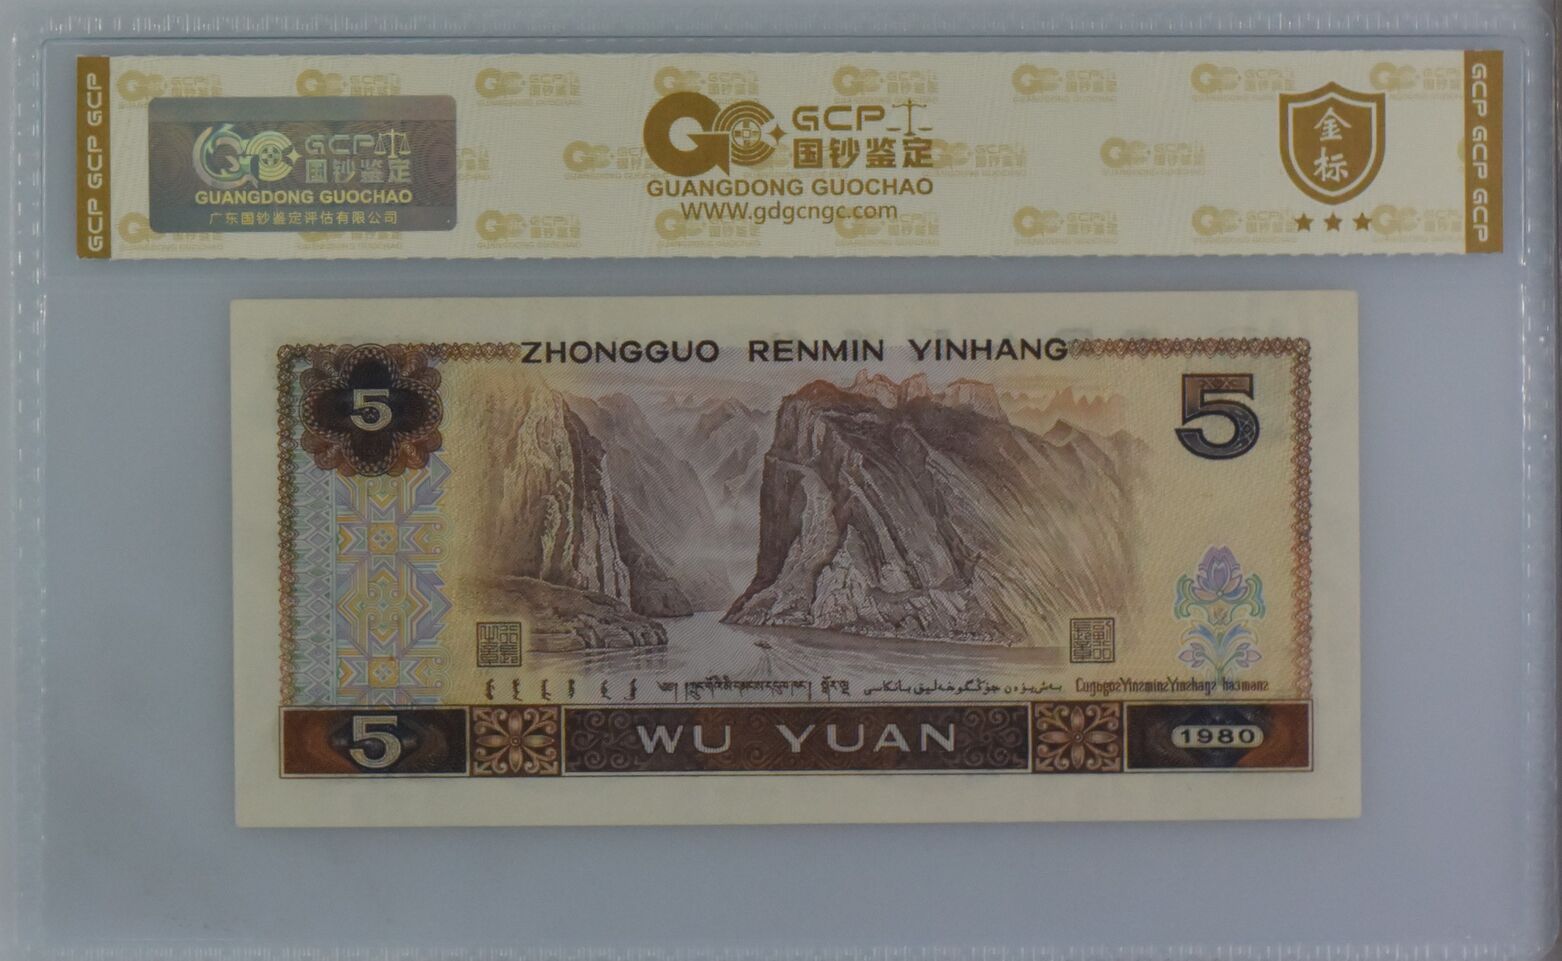 GCP GCP GCP
GCP
国钞鉴定
GUANGDONG GUOCHAO
广东国钞鉴定评估有限公司
GCP
国钞鉴定
GUANGDONG GUOCHAO
WWW.gdgcngc.com
金标
GCP GCP GCP
ZHONGGUO RENMIN YINHANG
5
5
5
WU YUAN
1980